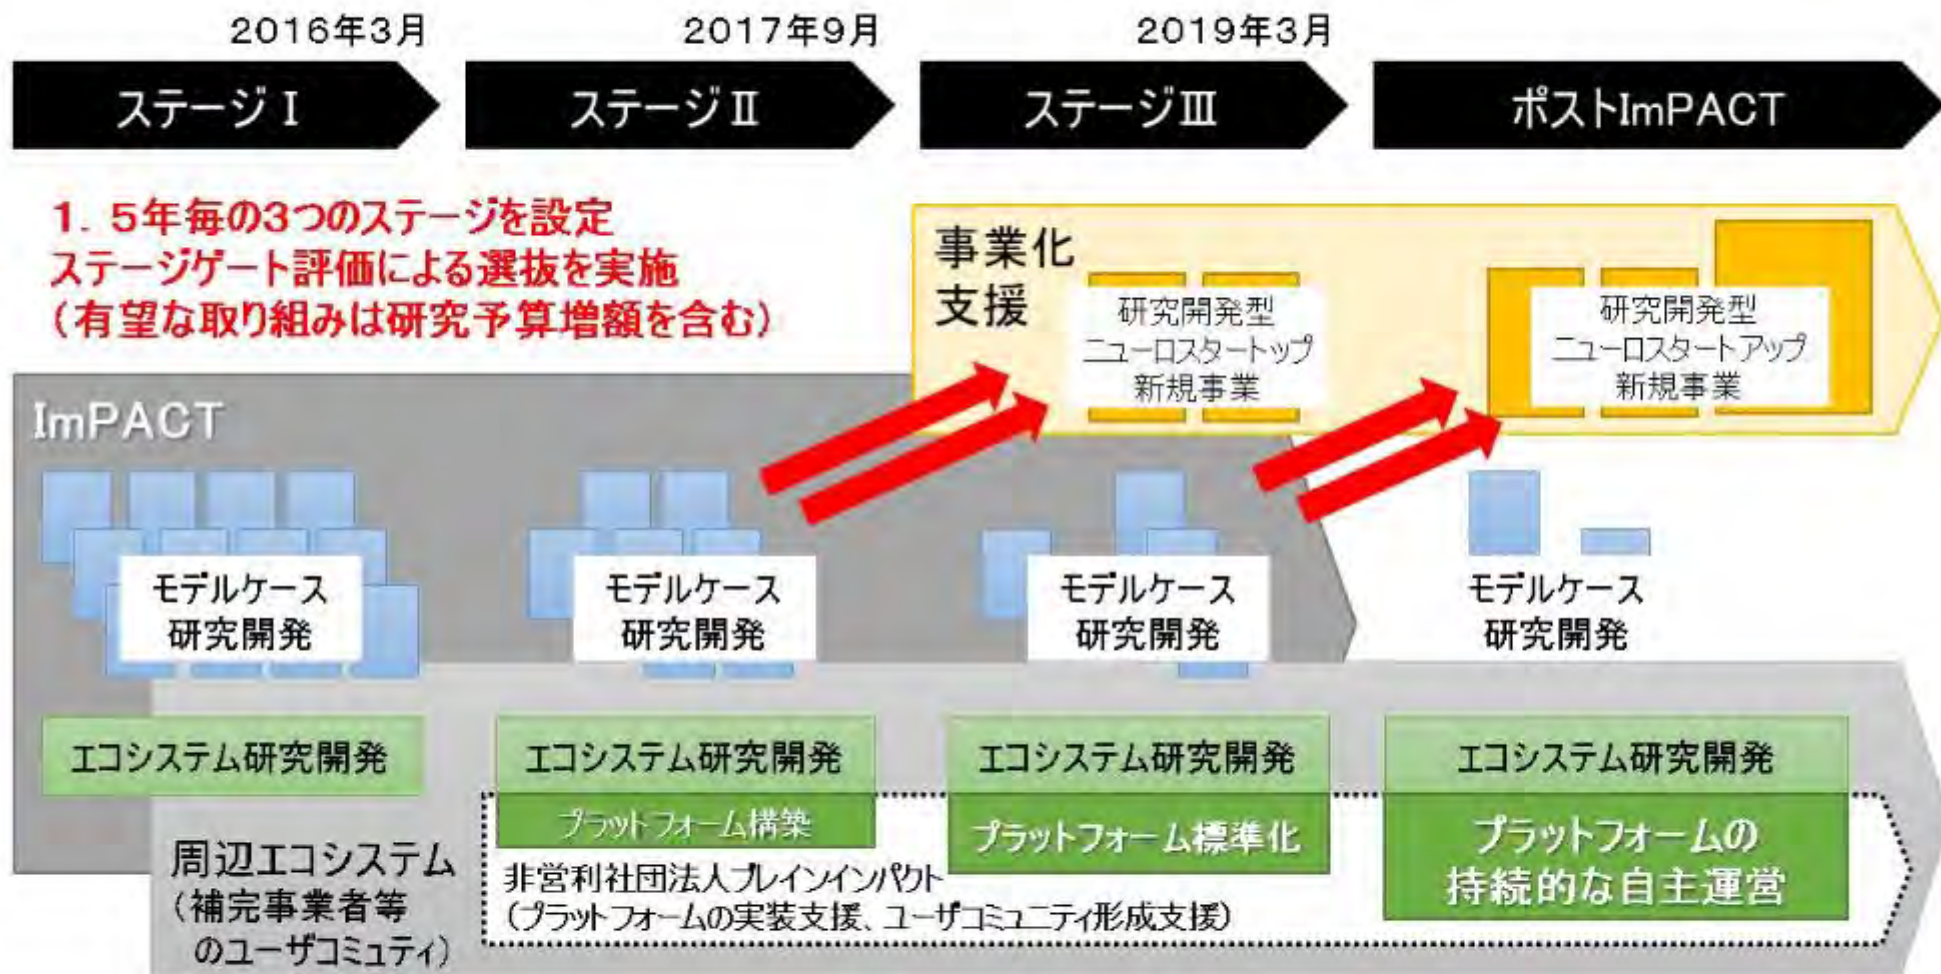 2016年3月
2017年9月
2019年3月
ステージⅠ
ステージⅡ
ステージⅢ
ポストImPACT
1．5年毎の3つのステージを設定
ステージゲート評価による選抜を実施
（有望な取り組みは研究予算増額を含む）
事業化
支援
研究開発型
ニューロスタートップ
新規事業
研究開発型
ニューロスタートアップ
新規事業
ImPACT
モデルケース
研究開発
モデルケース
研究開発
モデルケース
研究開発
モデルケース
研究開発
エコシステム研究開発
エコシステム研究開発
エコシステム研究開発
エコシステム研究開発
プラットフォーム構築
プラットフォーム標準化
プラットフォームの
持続的な自主運営
周辺エコシステム
（補完事業者等
のユーザコミュティ）
非営利社団法人ブレインインパクト
（プラットフォームの実装支援、ユーザコミュニティ形成支援）